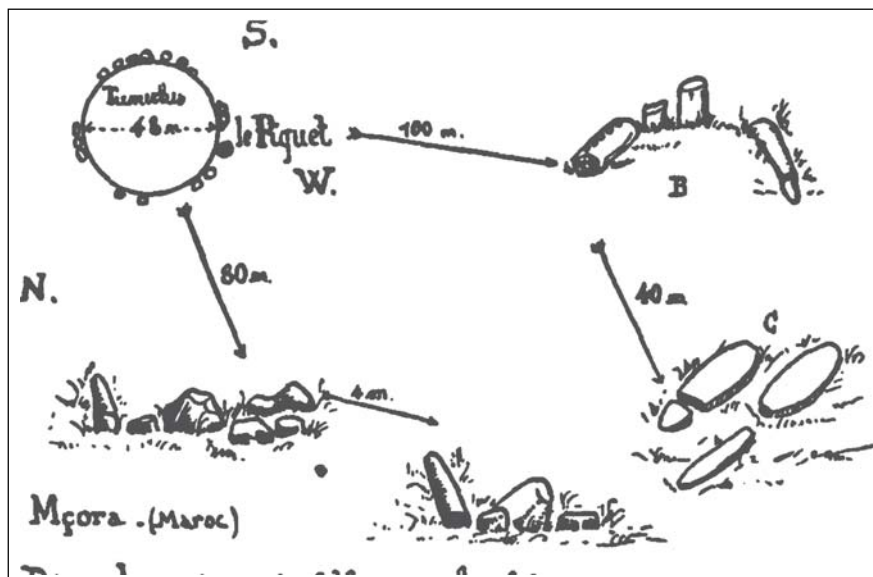 S.
Tumulus
48 m
le Piquet
100 m.
W.
B
80 m.
N.
40 m
C
4 m.
Mçora . (Maroc)